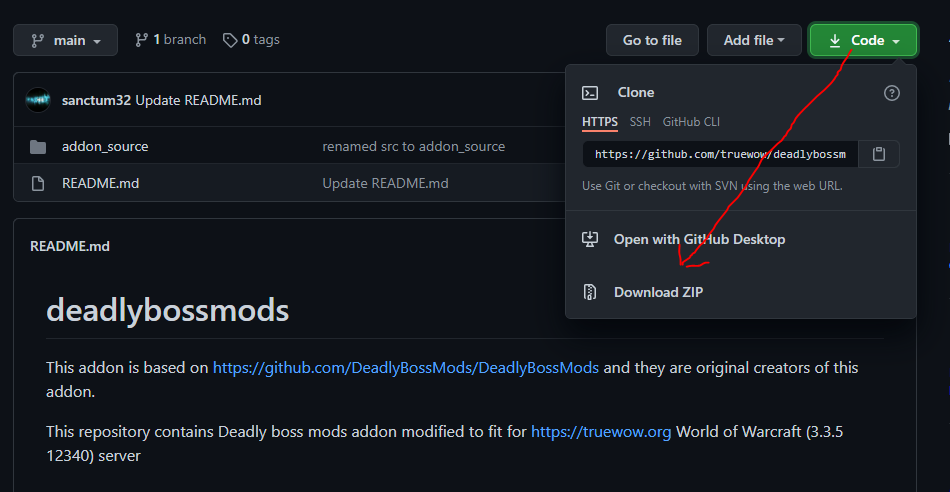 main
1 branch
0 tags
Go to file
Add file
Code
sanctum32 Update README.md
Clone
HTTPS SSH GitHub CLI
addon_source renamed src to addon_source
https://github.com/truewow/deadlybossm
README.md Update README.md
Use Git or checkout with SVN using the web URL.
Open with GitHub Desktop
Download ZIP
README.md
deadlybossmods
This addon is based on https://github.com/DeadlyBossMods/DeadlyBossMods and they are original creators of this
addon.
This repository contains Deadly boss mods addon modified to fit for https://truewow.org World of Warcraft (3.3.5
12340) server